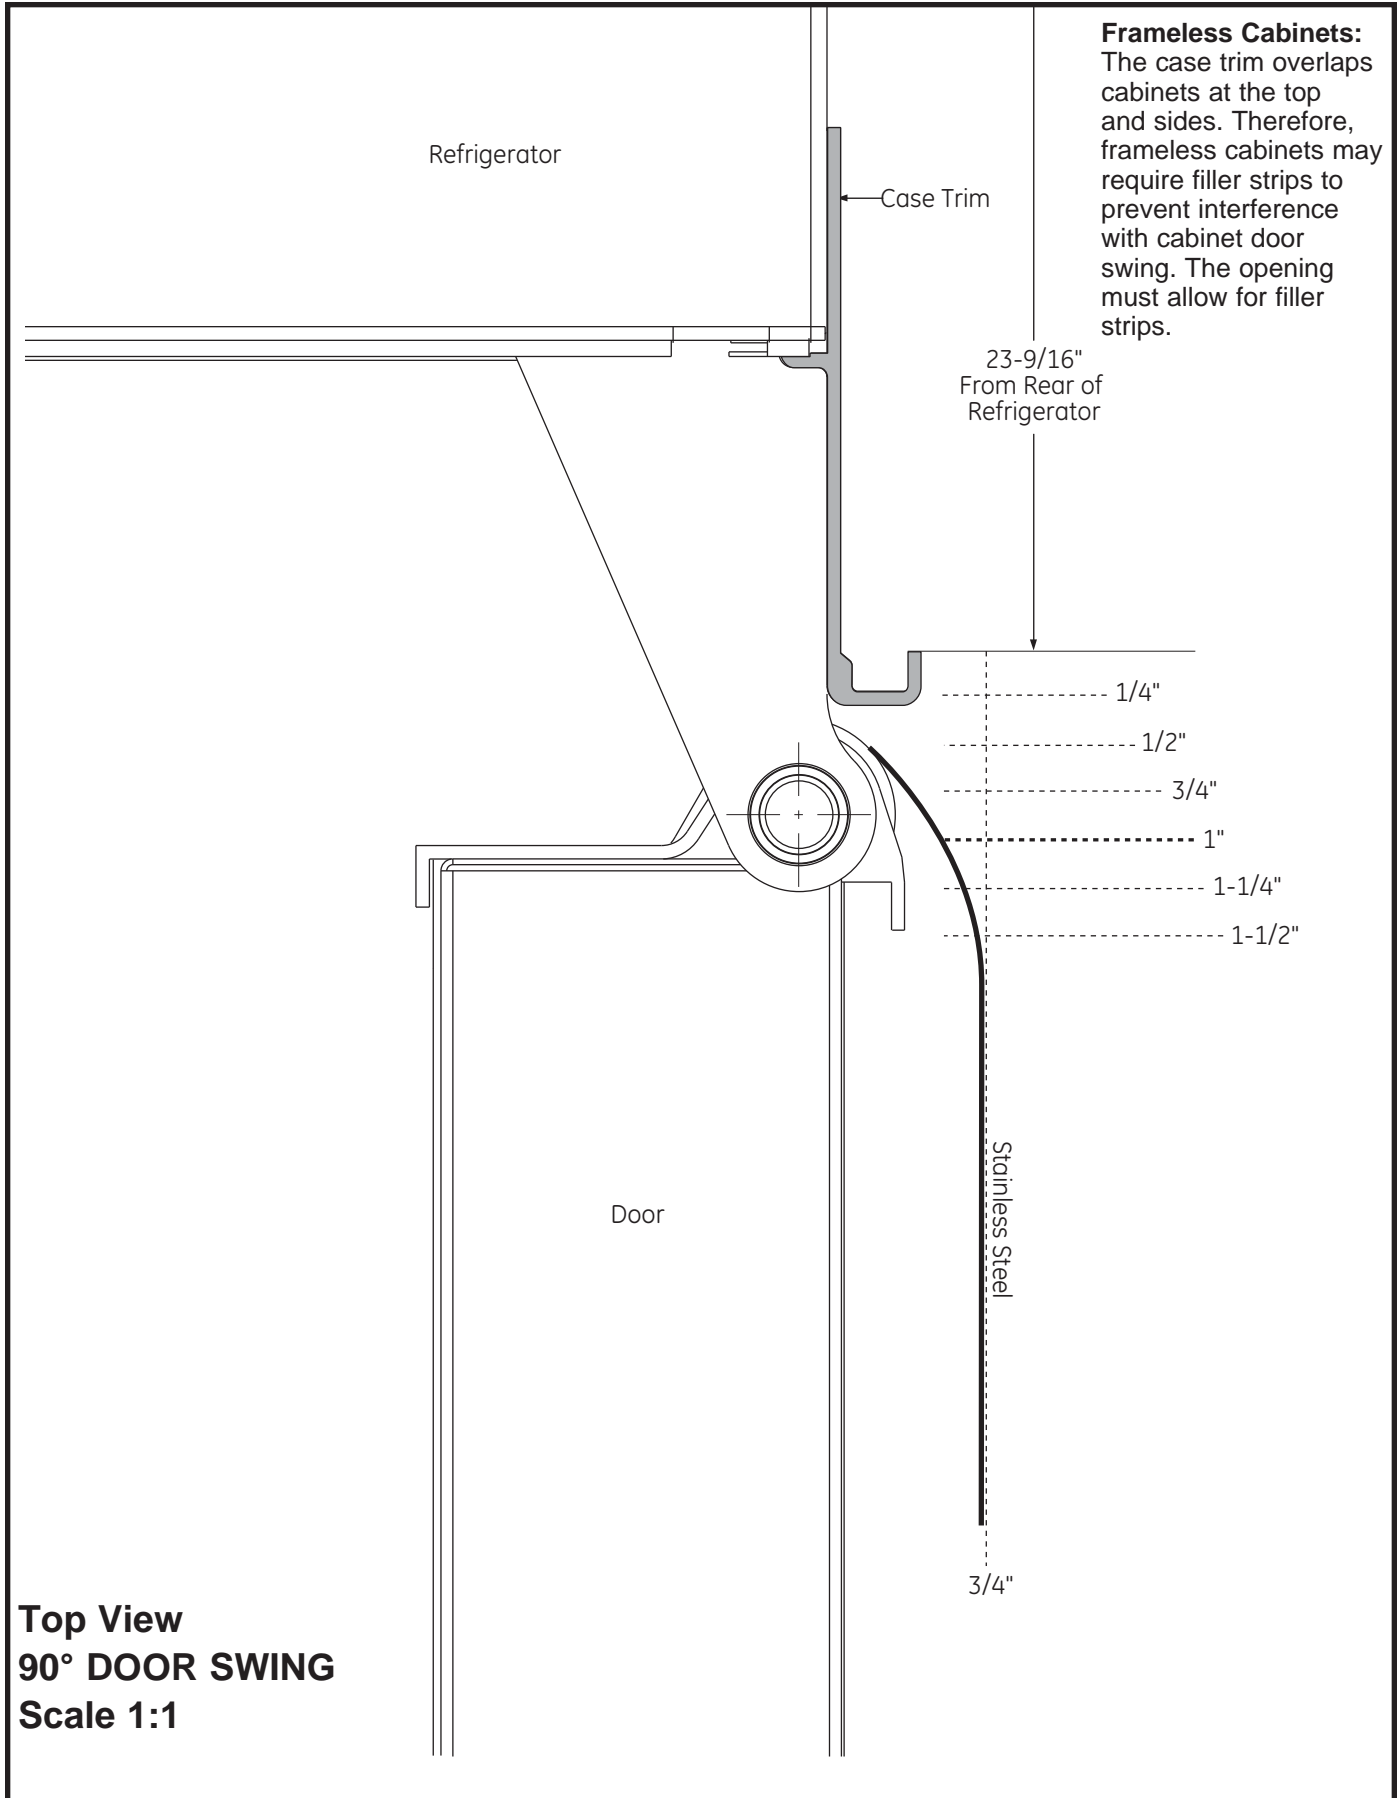 Frameless Cabinets:
The case trim overlaps
cabinets at the top
and sides. Therefore,
frameless cabinets may
require filler strips to
prevent interference
with cabinet door
swing. The opening
must allow for filler
strips.
Refrigerator
Case Trim
23-9/16"
From Rear of
Refrigerator
1/4"
1/2"
3/4"
1"
1-1/4"
1-1/2"
Stainless Steel
Door
3/4"
Top View
90° DOOR SWING
Scale 1:1